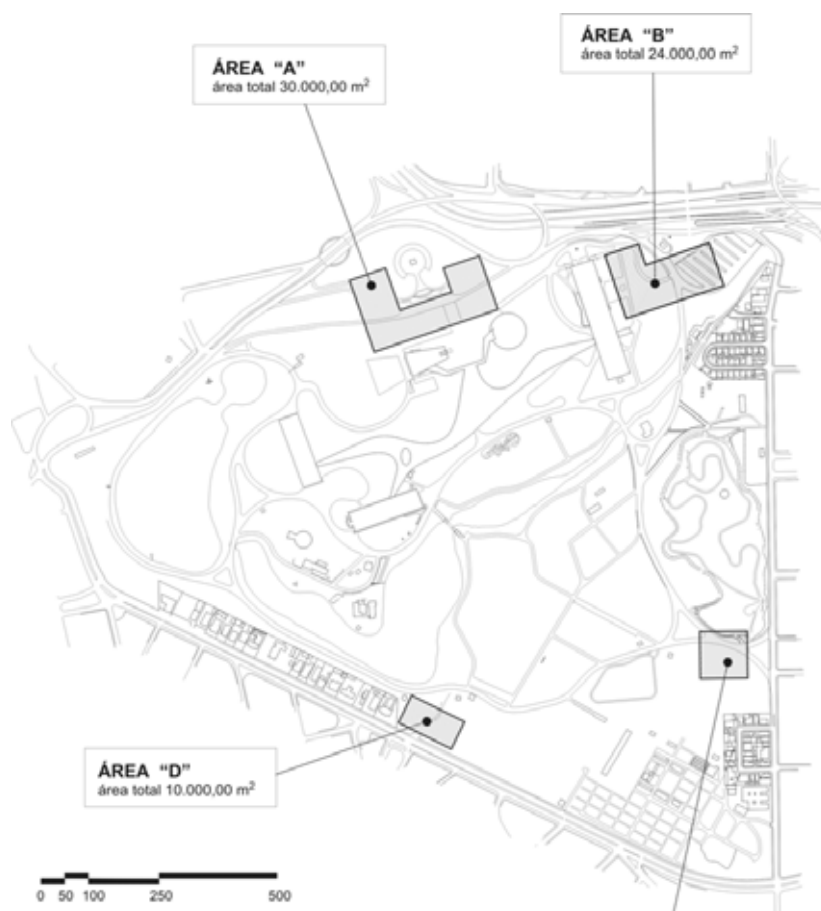 ÁREA “A”
área total 30.000,00 m²
ÁREA “B”
área total 24.000,00 m²
ÁREA “D”
área total 10.000,00 m²
0 50 100 250 500